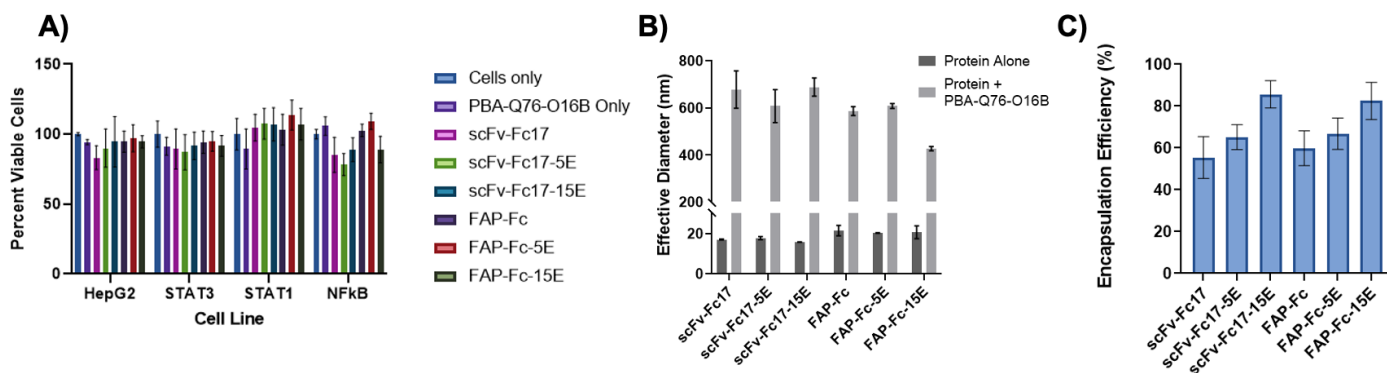 A)
Percent Viable Cells
150
100
50
0
HepG2 STAT3 STAT1 NFkB
Cell Line
Cells only
PBA-Q76-O16B Only
scFv-Fc17
scFv-Fc17-5E
scFv-Fc17-15E
FAP-Fc
FAP-Fc-5E
FAP-Fc-15E
B)
Effective Diameter (nm)
800
600
400
200
20
0
scFv-Fc17
scFv-Fc17-5E
scFv-Fc17-15E
FAP-Fc
FAP-Fc-5E
FAP-Fc-15E
Protein Alone
Protein +
PBA-Q76-O16B
C)
Encapsulation Efficiency (%)
100
80
60
40
20
0
scFv-Fc17
scFv-Fc17-5E
scFv-Fc17-15E
FAP-Fc
FAP-Fc-5E
FAP-Fc-15E